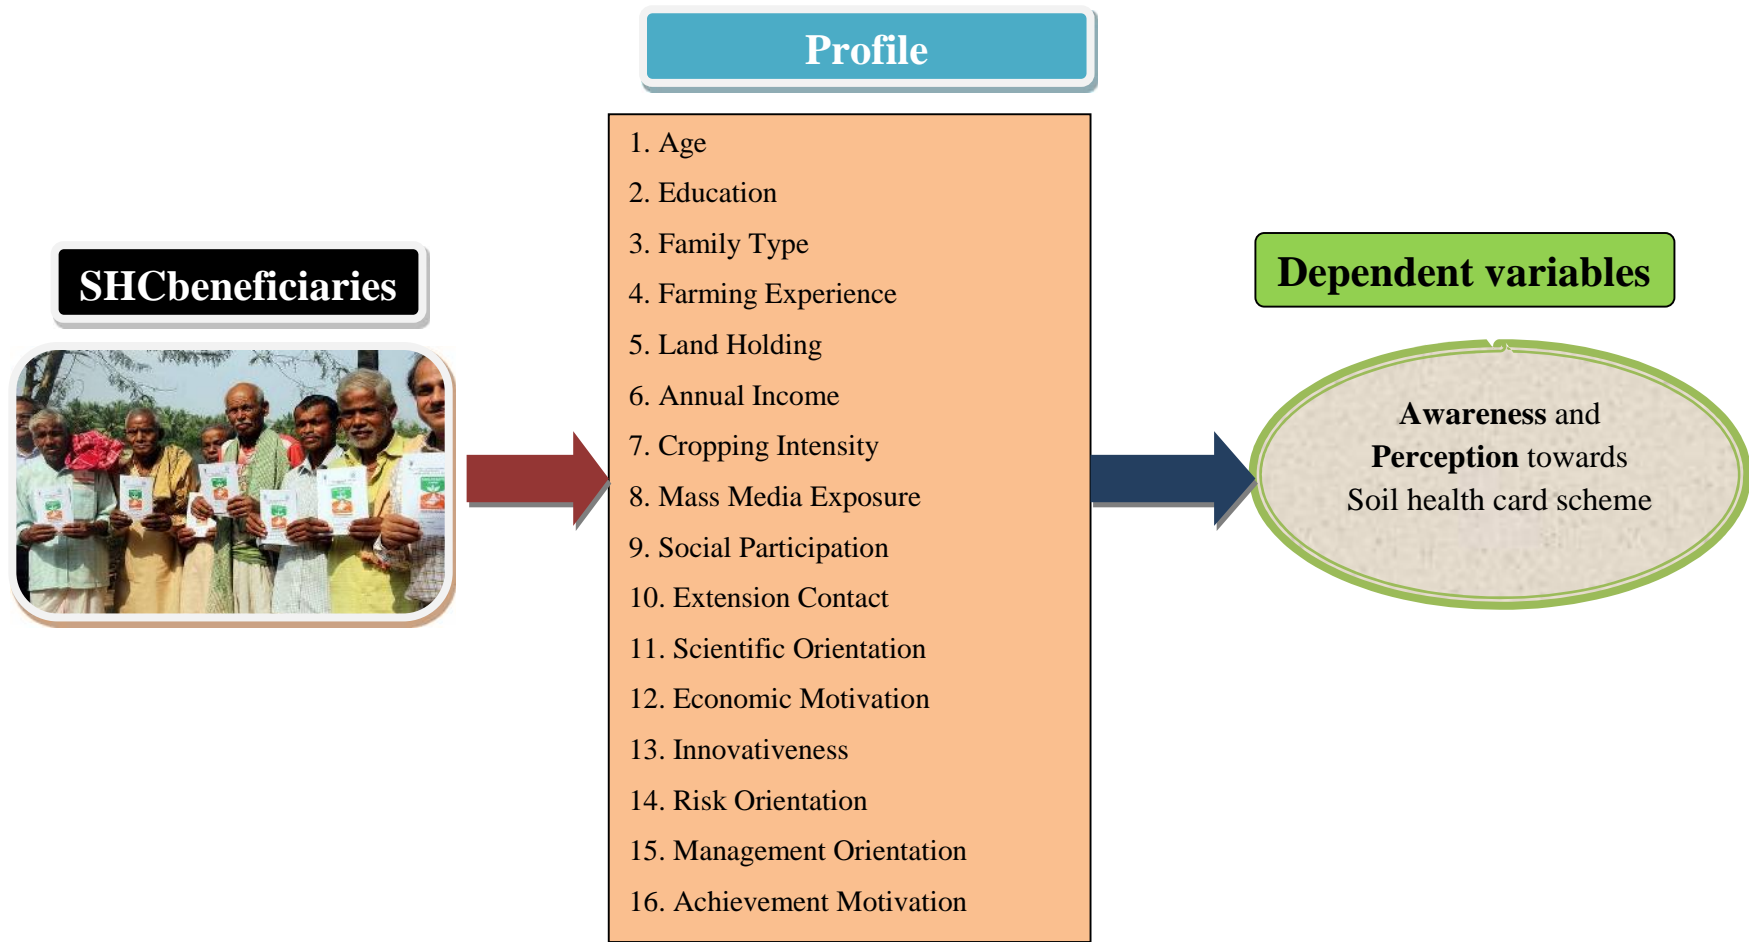 Profile
SHCbeneficiaries
1. Age
2. Education
3. Family Type
4. Farming Experience
5. Land Holding
6. Annual Income
7. Cropping Intensity
8. Mass Media Exposure
9. Social Participation
10. Extension Contact
11. Scientific Orientation
12. Economic Motivation
13. Innovativeness
14. Risk Orientation
15. Management Orientation
16. Achievement Motivation
Dependent variables
Awareness and
Perception towards
Soil health card scheme